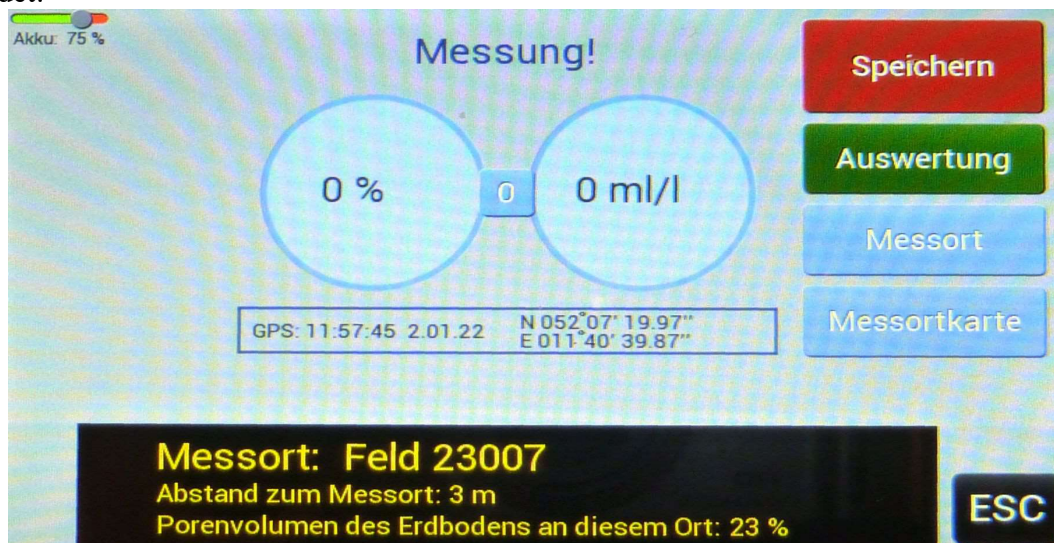 Akku: 75 %
Messung!
Speichern
0 %
0
0 ml/l
Auswertung
Messort
GPS: 11:57:45 2.01.22
N 052°07' 19.97"
E 011°40' 39.87"
Messortkarte
Messort: Feld 23007
Abstand zum Messort: 3 m
Porenvolumen des Erdbodens an diesem Ort: 23 %
ESC